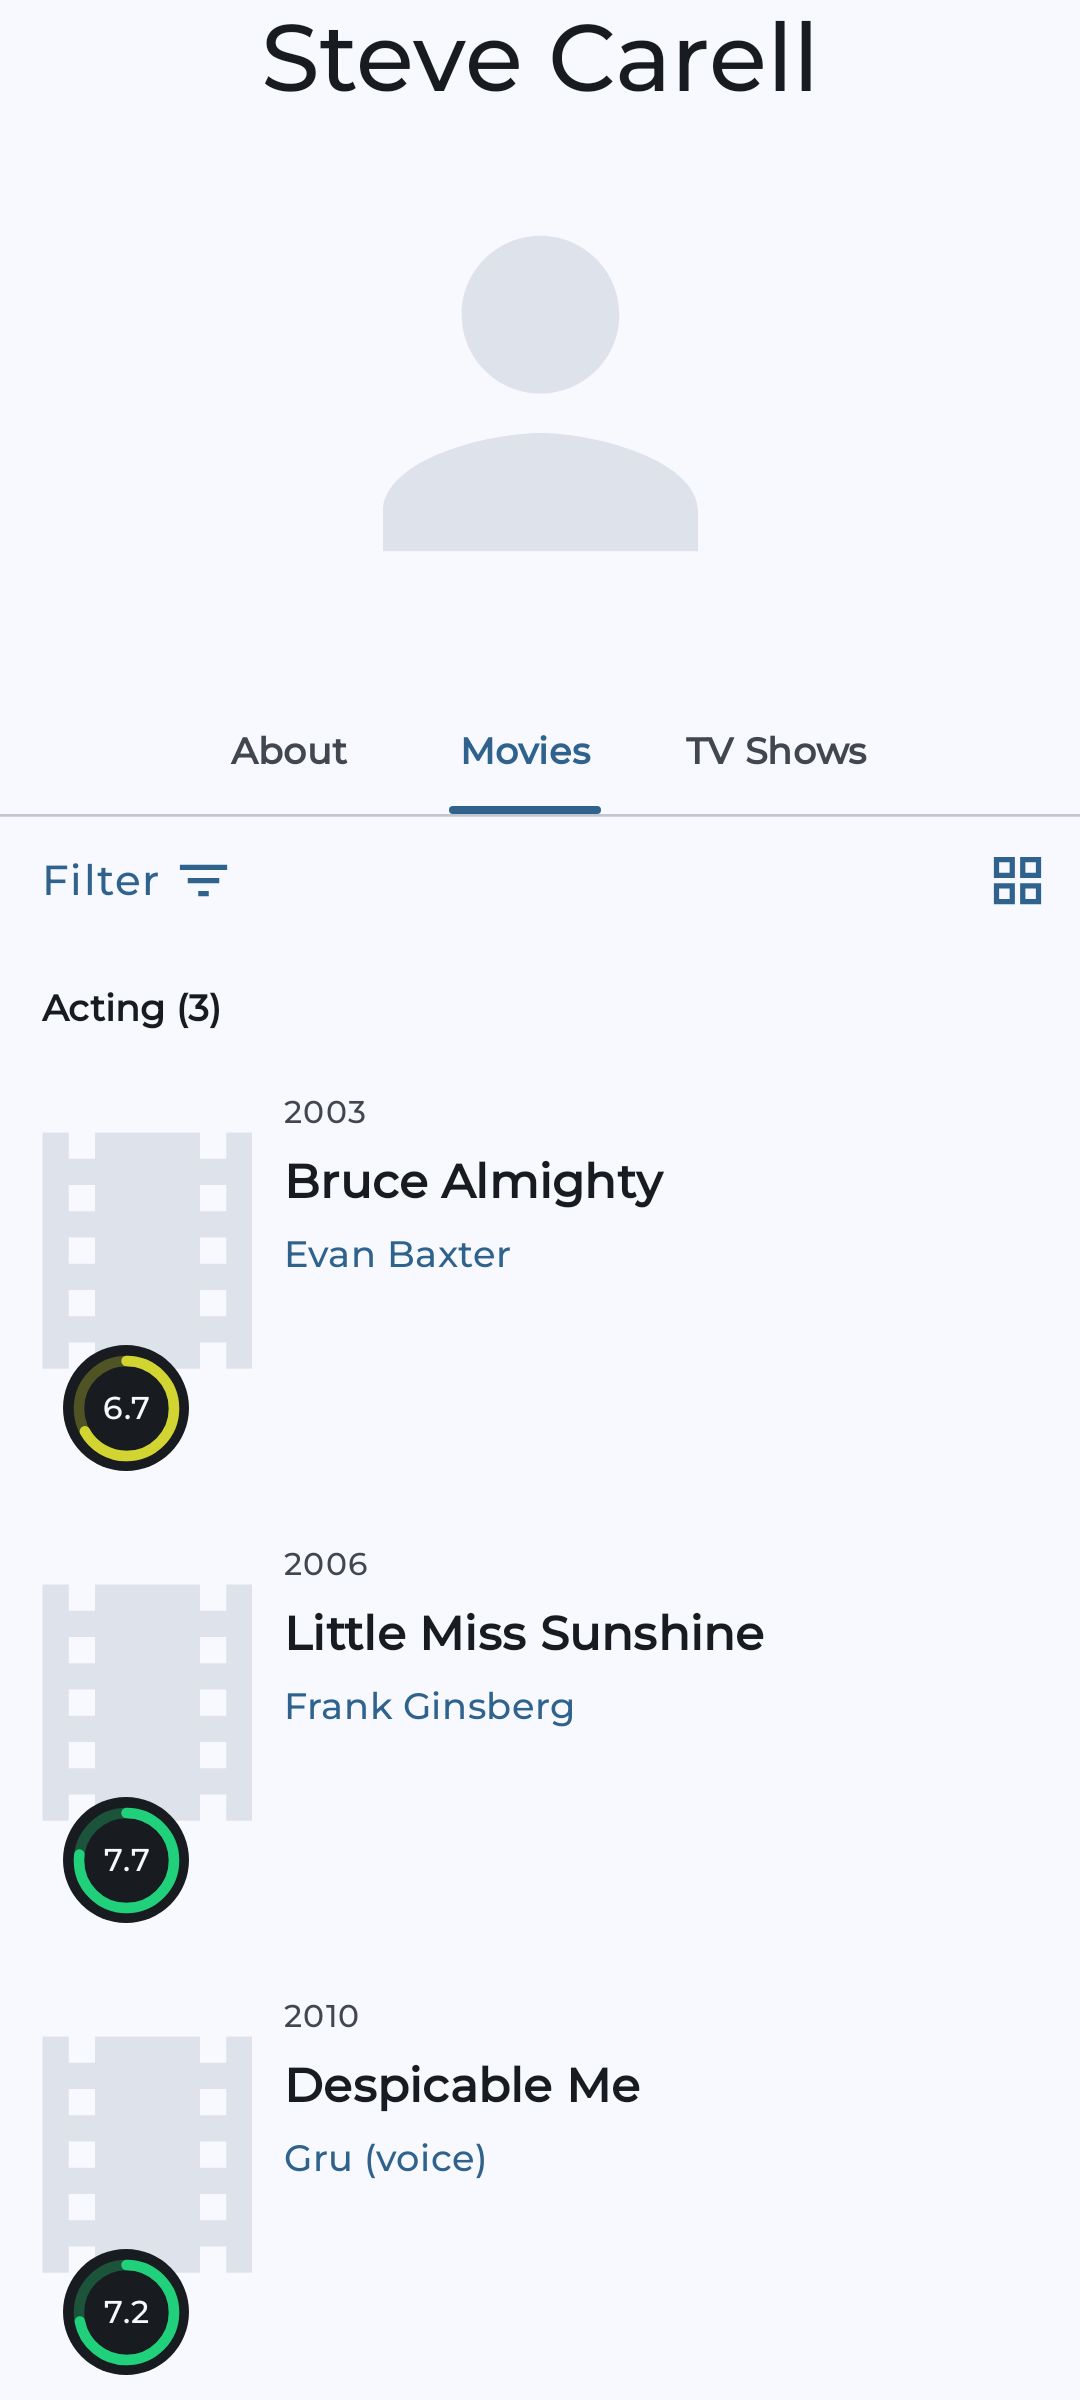 Steve Carell
About
Movies
TV Shows
Filter
Acting (3)
2003
Bruce Almighty
Evan Baxter
6.7
2006
Little Miss Sunshine
Frank Ginsberg
7.7
2010
Despicable Me
Gru (voice)
7.2